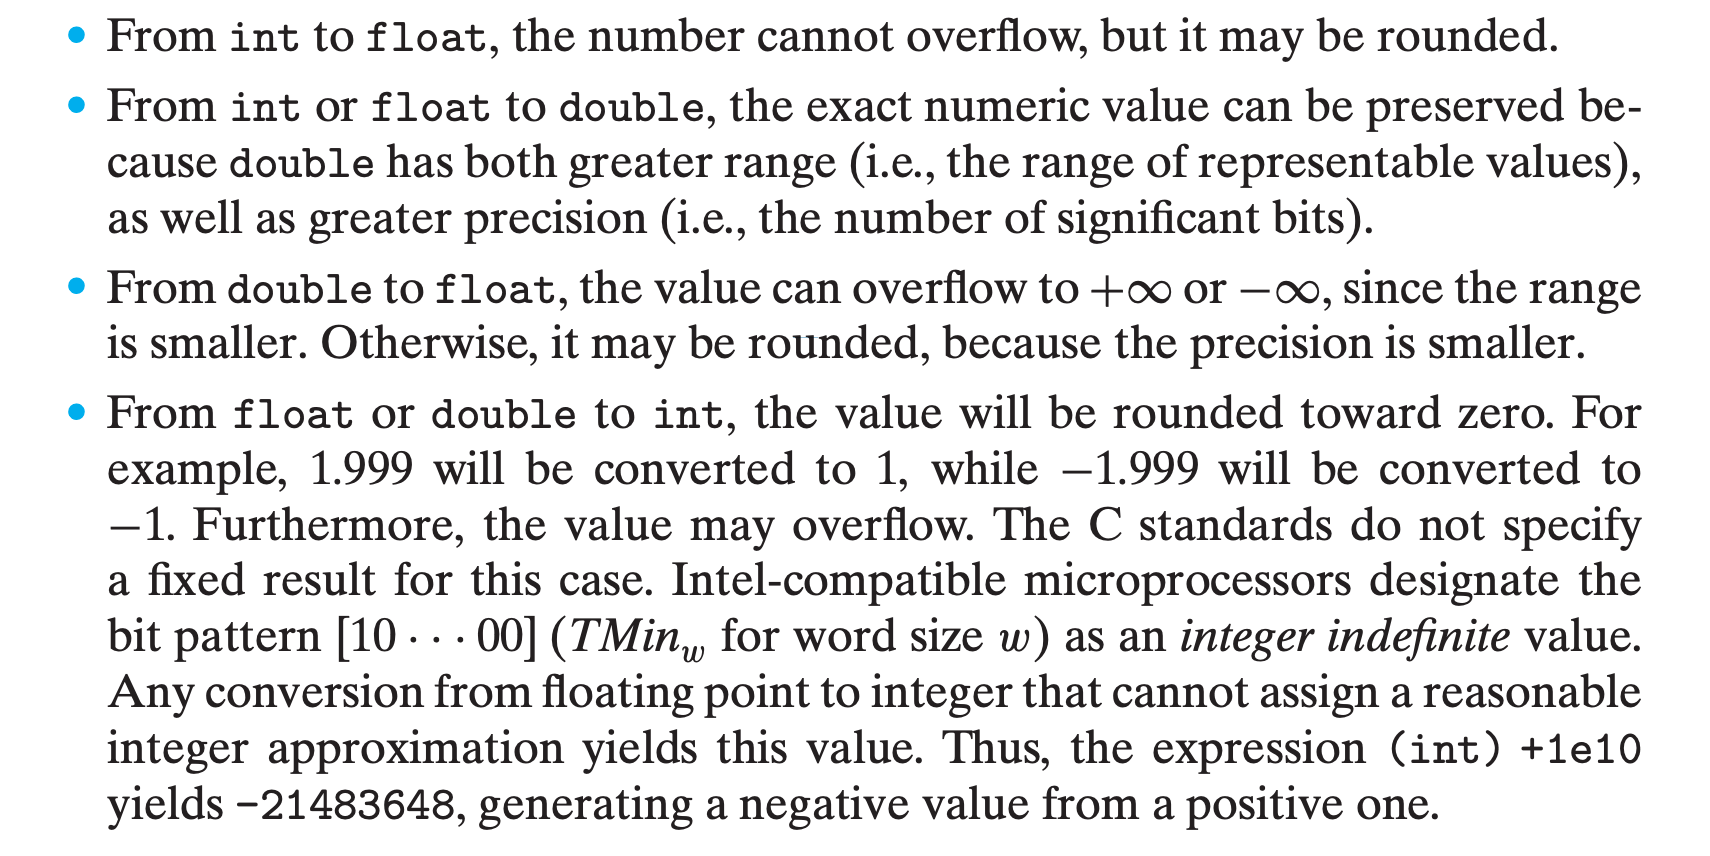 • From int to float, the number cannot overflow, but it may be rounded.
• From int or float to double, the exact numeric value can be preserved be-
cause double has both greater range (i.e., the range of representable values),
as well as greater precision (i.e., the number of significant bits).
• From double to float, the value can overflow to +∞ or −∞, since the range
is smaller. Otherwise, it may be rounded, because the precision is smaller.
• From float or double to int, the value will be rounded toward zero. For
example, 1.999 will be converted to 1, while −1.999 will be converted to
−1. Furthermore, the value may overflow. The C standards do not specify
a fixed result for this case. Intel-compatible microprocessors designate the
bit pattern [10 · · · 00] (TMinw for word size w) as an integer indefinite value.
Any conversion from floating point to integer that cannot assign a reasonable
integer approximation yields this value. Thus, the expression (int) +1e10
yields -21483648, generating a negative value from a positive one.